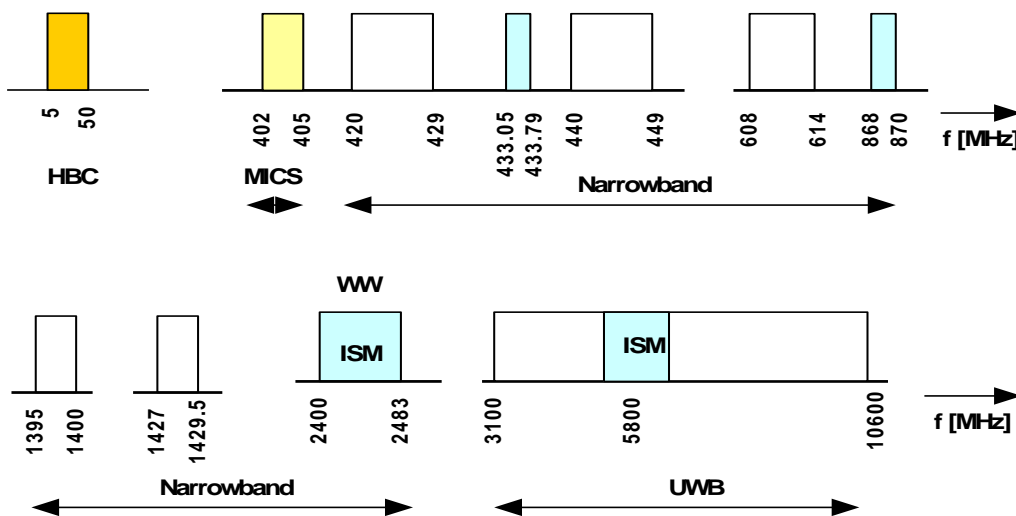 5 50 402 405 420 429 433.05 433.79 440 449 608 614 868 870
f [MHz]
HBC MICS Narrowband
WW
ISM ISM
1395 1400 1427 1429.5 2400 2483 3100 5800 10600
f [MHz]
Narrowband UWB